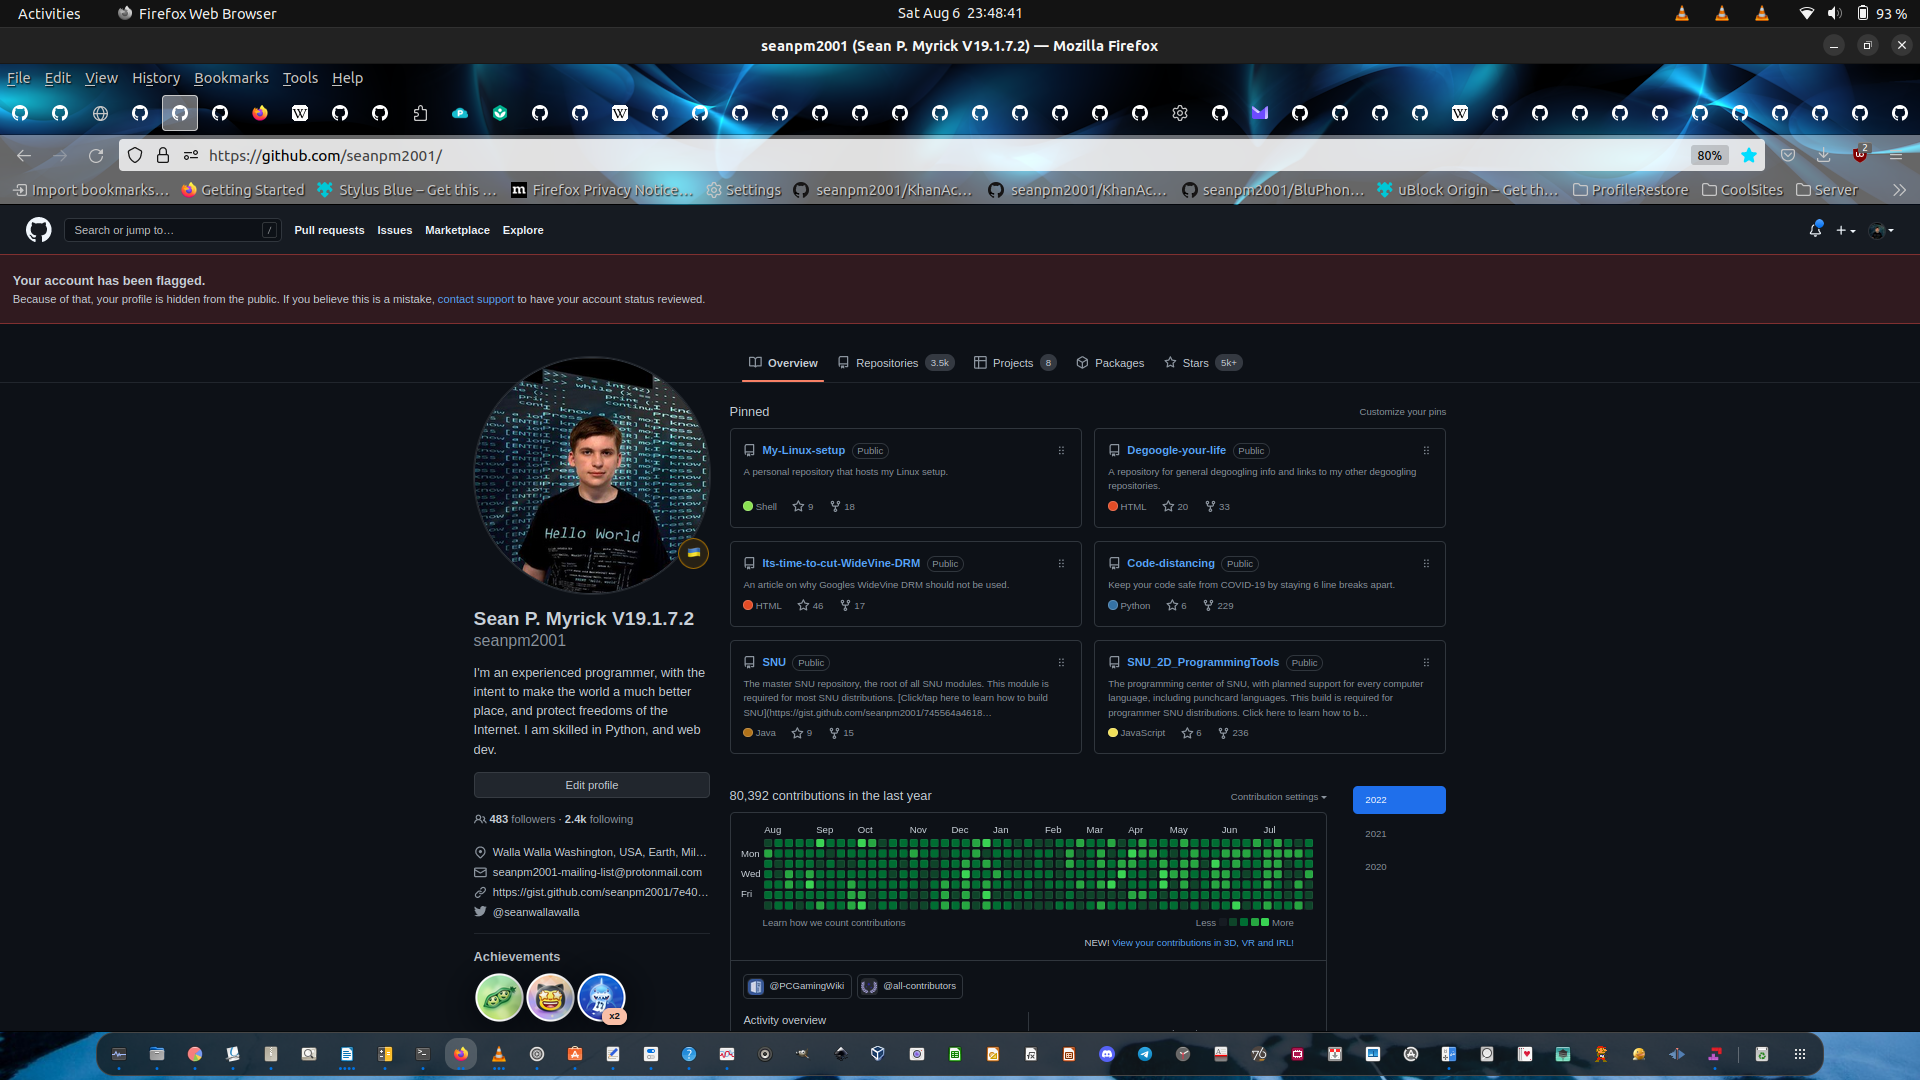 Activities Firefox Web Browser Sat Aug 6 23:48:41 93 %
seanpm2001 (Sean P. Myrick V19.1.7.2) — Mozilla Firefox
File Edit View History Bookmarks Tools Help
https://github.com/seanpm2001/ 80% 2
Import bookmarks… Getting Started Stylus Blue – Get this … Firefox Privacy Notice… Settings seanpm2001/KhanAc… seanpm2001/KhanAc… seanpm2001/BluPhon… uBlock Origin – Get th… ProfileRestore CoolSites Server
Search or jump to… / Pull requests Issues Marketplace Explore
Your account has been flagged.
Because of that, your profile is hidden from the public. If you believe this is a mistake, contact support to have your account status reviewed.
Overview Repositories 3.5k Projects 8 Packages Stars 5k+
Hello World
Sean P. Myrick V19.1.7.2
seanpm2001
I'm an experienced programmer, with the
intent to make the world a much better
place, and protect freedoms of the
Internet. I am skilled in Python, and web
dev.
Edit profile
483 followers · 2.4k following
Walla Walla Washington, USA, Earth, Mil…
seanpm2001-mailing-list@protonmail.com
https://gist.github.com/seanpm2001/7e40…
@seanwallawalla
Achievements
x2
Pinned Customize your pins
My-Linux-setup Public
A personal repository that hosts my Linux setup.
Shell 9 18
Degoogle-your-life Public
A repository for general degoogling info and links to my other degoogling
repositories.
HTML 20 33
Its-time-to-cut-WideVine-DRM Public
An article on why Googles WideVine DRM should not be used.
HTML 46 17
Code-distancing Public
Keep your code safe from COVID-19 by staying 6 line breaks apart.
Python 6 229
SNU Public
The master SNU repository, the root of all SNU modules. This module is
required for most SNU distributions. [Click/tap here to learn how to build
SNU](https://gist.github.com/seanpm2001/745564a4618…
Java 9 15
SNU_2D_ProgrammingTools Public
The programming center of SNU, with planned support for every computer
language, including punchcard languages. This build is required for
programmer SNU distributions. Click here to learn how to b…
JavaScript 6 236
80,392 contributions in the last year Contribution settings
2022
2021
2020
Aug Sep Oct Nov Dec Jan Feb Mar Apr May Jun Jul
Mon
Wed
Fri
Learn how we count contributions Less More
NEW! View your contributions in 3D, VR and IRL!
@PCGamingWiki @all-contributors
Activity overview